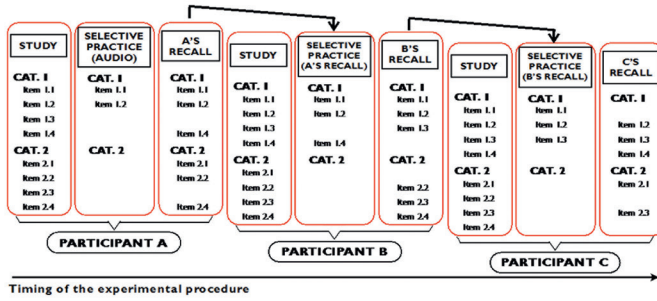 STUDY
CAT. 1
Item 1.1
Item 1.2
Item 1.3
Item 1.4
CAT. 2
Item 2.1
Item 2.2
Item 2.3
Item 2.4
SELECTIVE
PRACTICE
(AUDIO)
CAT. 1
Item 1.1
Item 1.2
CAT. 2
A'S
RECALL
CAT. 1
Item 1.1
Item 1.2
Item 1.4
CAT. 2
Item 2.1
Item 2.2
Item 2.4
PARTICIPANT A
STUDY
CAT. 1
Item 1.1
Item 1.2
Item 1.3
Item 1.4
CAT. 2
Item 2.1
Item 2.2
Item 2.3
Item 2.4
SELECTIVE
PRACTICE
(A'S RECALL)
CAT. 1
Item 1.1
Item 1.2
Item 1.4
CAT. 2
B'S
RECALL
CAT. 1
Item 1.1
Item 1.2
Item 1.3
CAT. 2
Item 2.2
Item 2.3
Item 2.4
PARTICIPANT B
STUDY
CAT. 1
Item 1.1
Item 1.2
Item 1.3
Item 1.4
CAT. 2
Item 2.1
Item 2.2
Item 2.3
Item 2.4
SELECTIVE
PRACTICE
(B'S RECALL)
CAT. 1
Item 1.1
Item 1.2
Item 1.3
CAT. 2
C'S
RECALL
CAT. 1
Item 1.2
Item 1.3
Item 1.4
CAT. 2
Item 2.1
Item 2.3
PARTICIPANT C
Timing of the experimental procedure